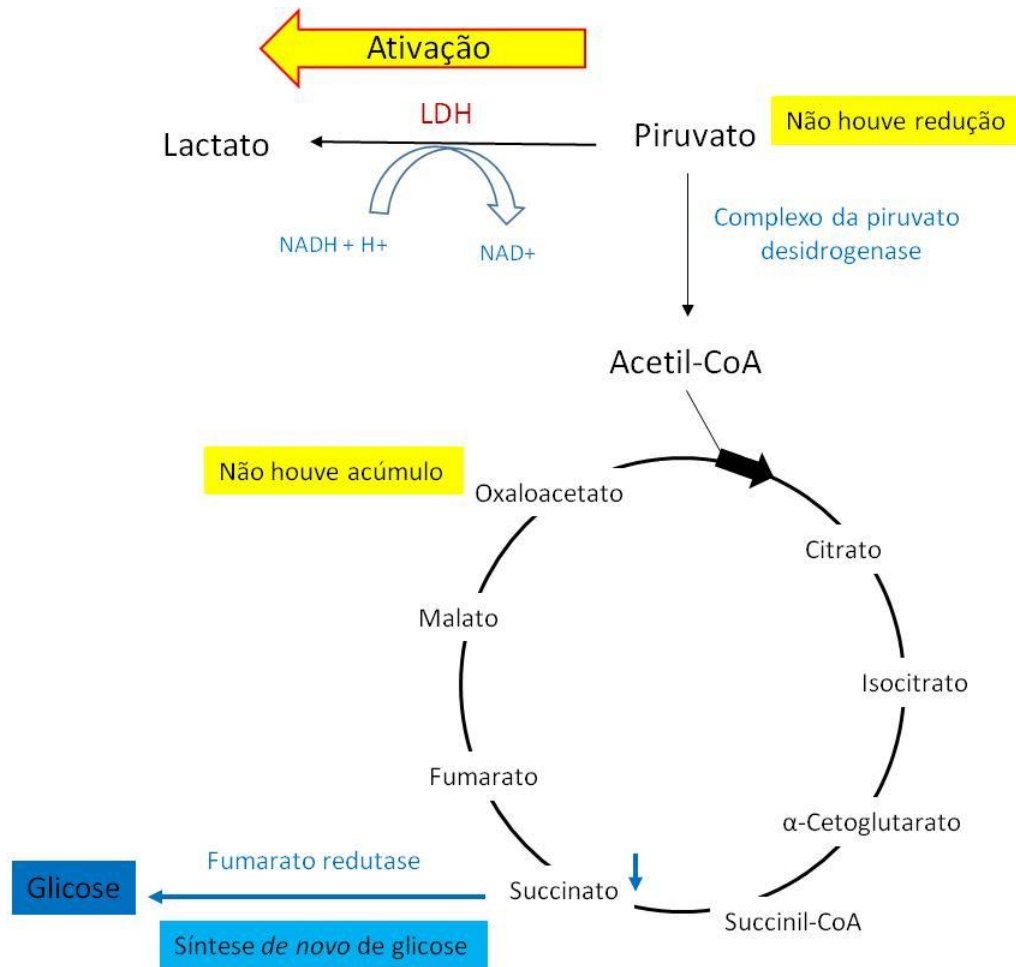 Ativação
LDH
Lactato
Piruvato
Não houve redução
NADH + H+
NAD+
Complexo da piruvato
desidrogenase
Acetil-CoA
Não houve acúmulo
Oxaloacetato
Citrato
Malato
Isocitrato
Fumarato
α-Cetoglutarato
Glicose
Fumarato redutase
Succinato
Succinil-CoA
Síntese de novo de glicose